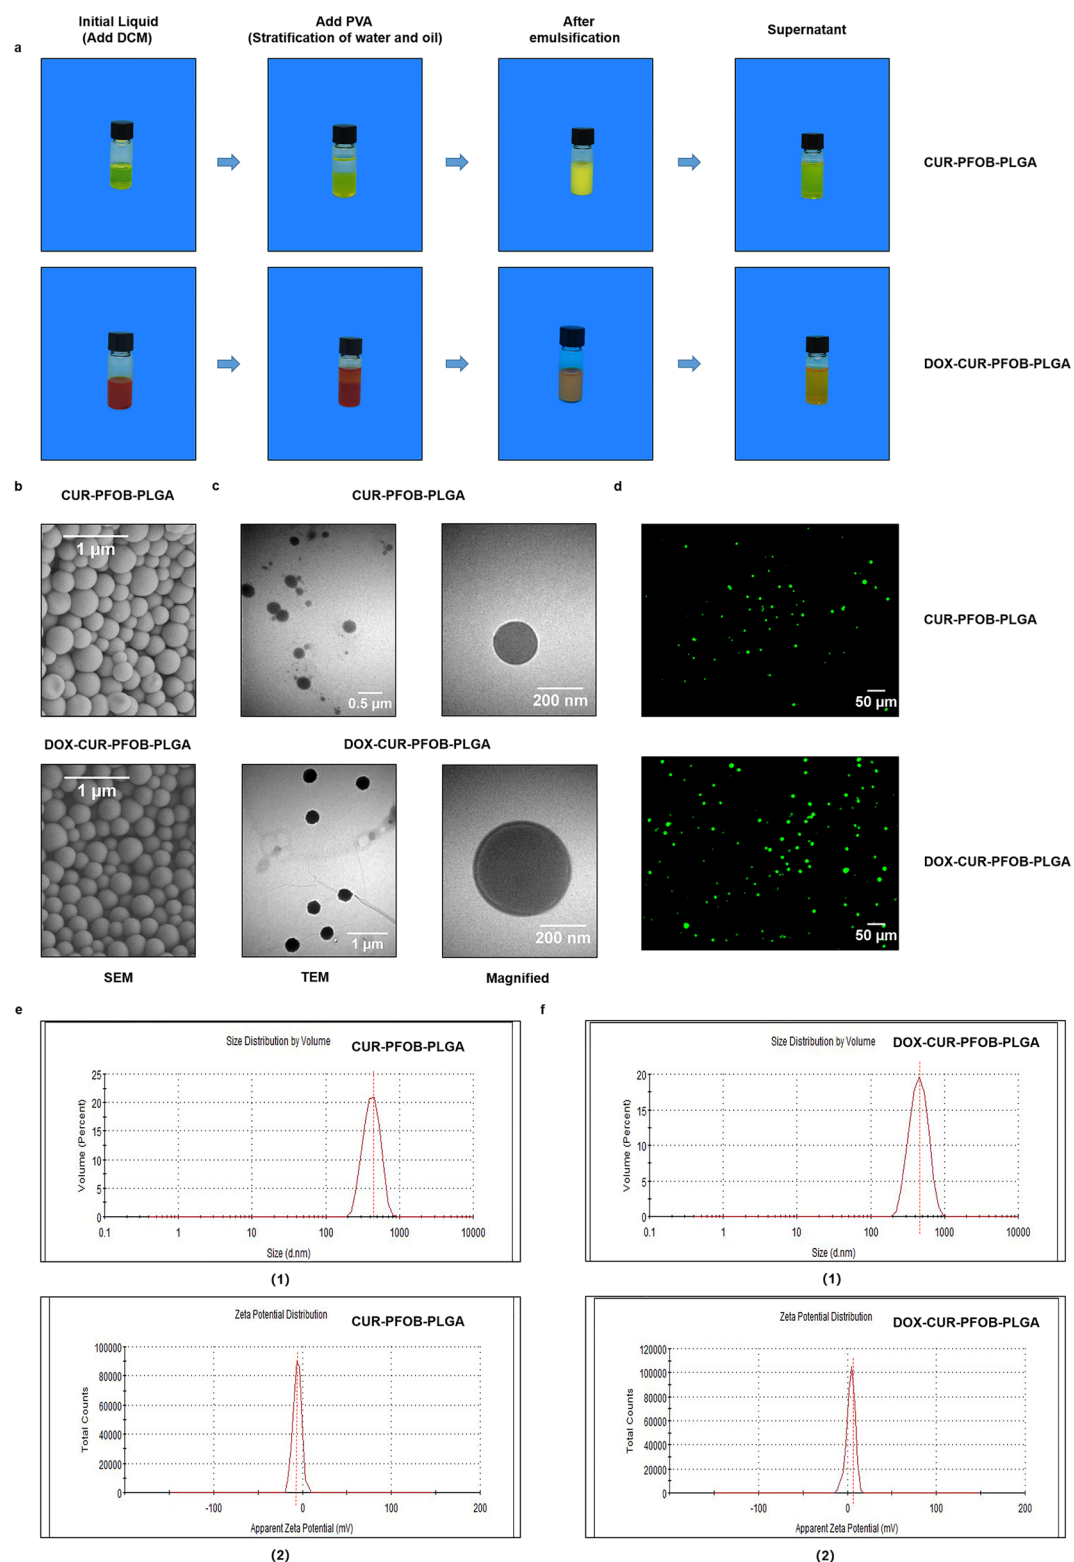 Initial Liquid
(Add DCM)
Add PVA
(Stratification of water and oil)
After
emulsification
Supernatant
a
CUR-PFOB-PLGA
DOX-CUR-PFOB-PLGA
b
c
d
CUR-PFOB-PLGA
CUR-PFOB-PLGA
1 µm
0.5 µm
200 nm
50 µm
CUR-PFOB-PLGA
DOX-CUR-PFOB-PLGA
DOX-CUR-PFOB-PLGA
1 µm
1 µm
200 nm
50 µm
DOX-CUR-PFOB-PLGA
SEM
TEM
Magnified
e
Size Distribution by Volume
CUR-PFOB-PLGA
Volume (Percent)
25
20
15
10
5
0
0.1
1
10
100
1000
10000
Size (d.nm)
(1)
Zeta Potential Distribution
CUR-PFOB-PLGA
Total Counts
100000
80000
60000
40000
20000
0
-100
0
100
200
Apparent Zeta Potential (mV)
(2)
f
Size Distribution by Volume
DOX-CUR-PFOB-PLGA
Volume (Percent)
20
15
10
5
0
0.1
1
10
100
1000
10000
Size (d.nm)
(1)
Zeta Potential Distribution
DOX-CUR-PFOB-PLGA
Total Counts
120000
100000
80000
60000
40000
20000
0
-100
0
100
200
Apparent Zeta Potential (mV)
(2)